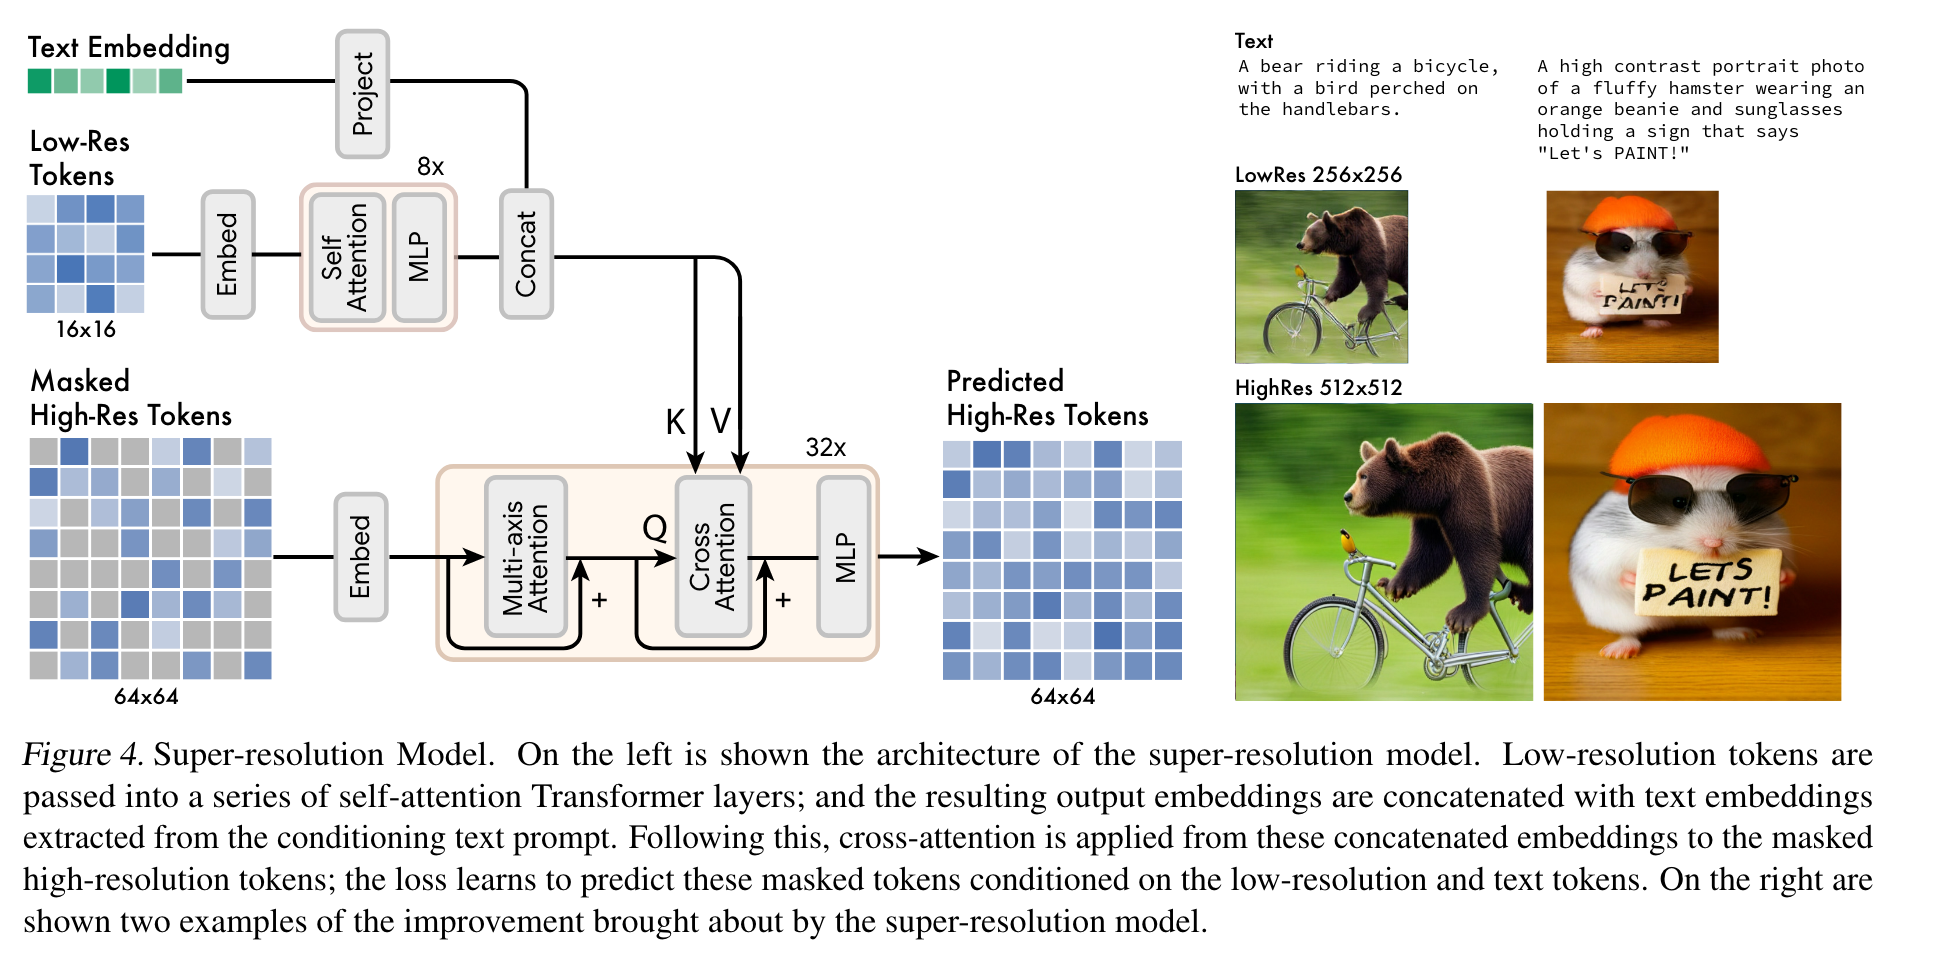 Text Embedding
Project
Low-Res
Tokens
16x16
Embed
8x
Self
Attention
MLP
Concat
Masked
High-Res Tokens
64x64
Embed
K
V
32x
Multi-axis
Attention
+
Q
Cross
Attention
+
MLP
Predicted
High-Res Tokens
64x64
Text
A bear riding a bicycle,
with a bird perched on
the handlebars.
A high contrast portrait photo
of a fluffy hamster wearing an
orange beanie and sunglasses
holding a sign that says
"Let's PAINT!"
LowRes 256x256
LET'S
PAINT!
HighRes 512x512
LETS
PAINT!
Figure 4. Super-resolution Model. On the left is shown the architecture of the super-resolution model. Low-resolution tokens are
passed into a series of self-attention Transformer layers; and the resulting output embeddings are concatenated with text embeddings
extracted from the conditioning text prompt. Following this, cross-attention is applied from these concatenated embeddings to the masked
high-resolution tokens; the loss learns to predict these masked tokens conditioned on the low-resolution and text tokens. On the right are
shown two examples of the improvement brought about by the super-resolution model.